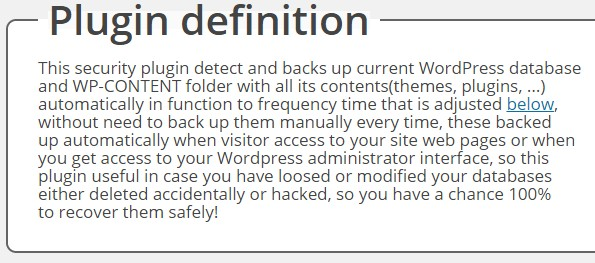 Plugin definition
This security plugin detect and backs up current WordPress database
and WP-CONTENT folder with all its contents(themes, plugins, ...)
automatically in function to frequency time that is adjusted below,
without need to back up them manually every time, these backed
up automatically when visitor access to your site web pages or when
you get access to your Wordpress administrator interface, so this
plugin useful in case you have loosed or modified your databases
either deleted accidentally or hacked, so you have a chance 100%
to recover them safely!